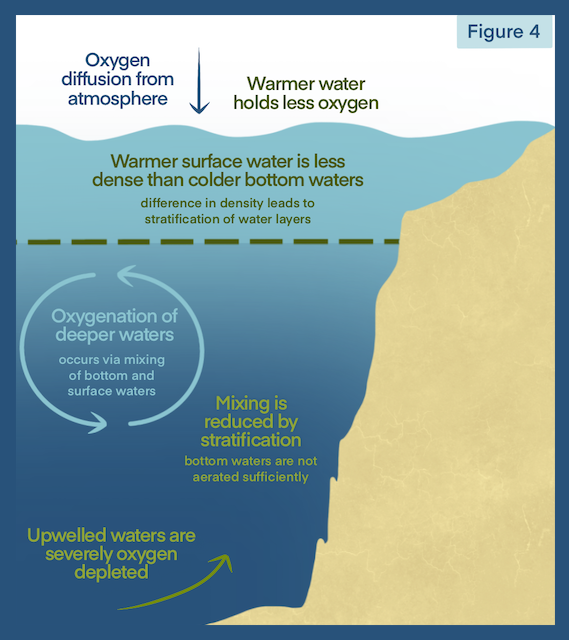 Figure 4
Oxygen
diffusion from
atmosphere
Warmer water
holds less oxygen
Warmer surface water is less
dense than colder bottom waters
difference in density leads to
stratification of water layers
Oxygenation of
deeper waters
occurs via mixing
of bottom and
surface waters
Mixing is
reduced by
stratification
bottom waters are not
aerated sufficiently
Upwelled waters are
severely oxygen
depleted